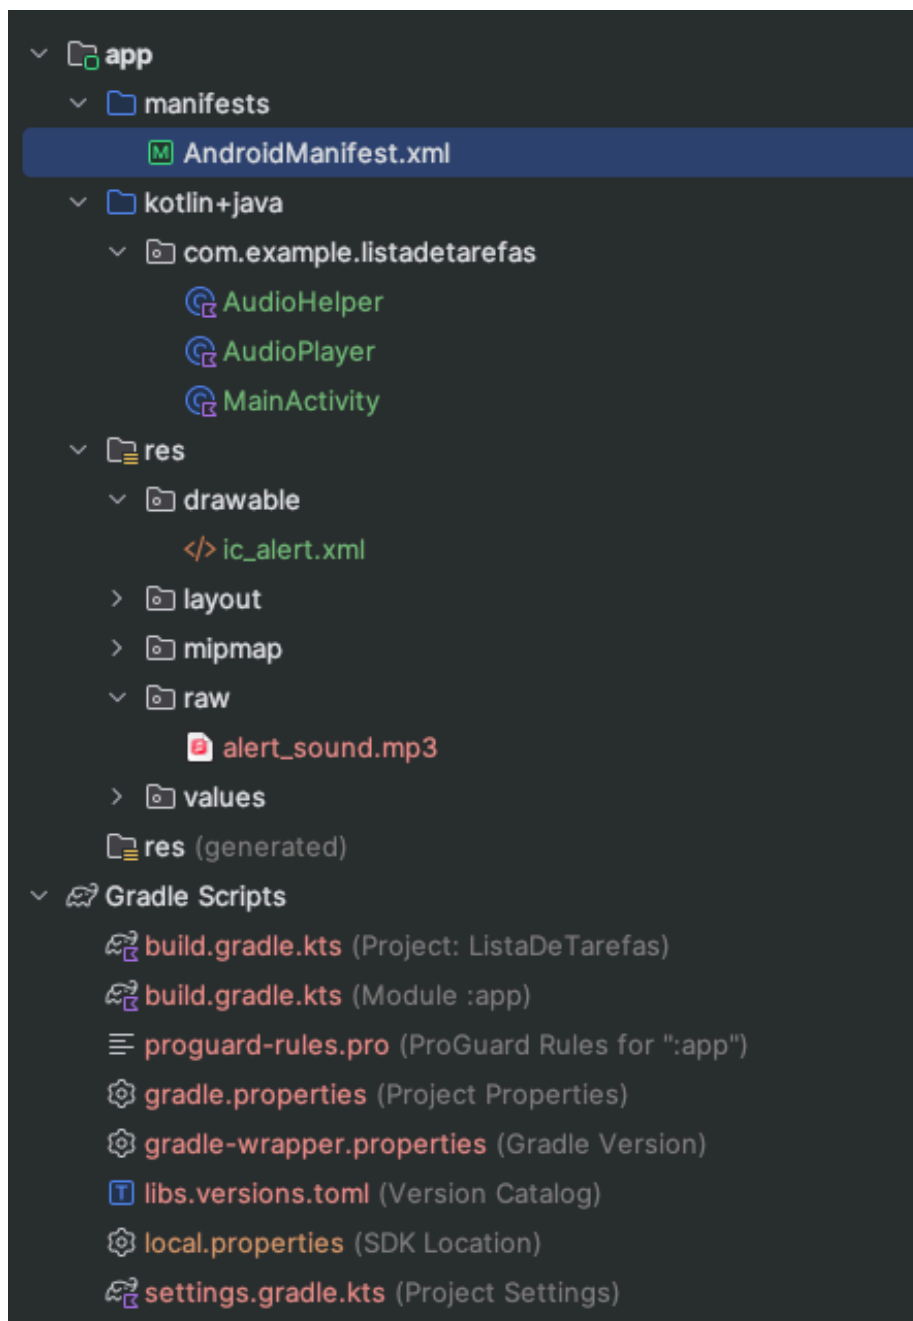 app
manifests
AndroidManifest.xml
kotlin+java
com.example.listadetarefas
AudioHelper
AudioPlayer
MainActivity
res
drawable
</> ic_alert.xml
layout
mipmap
raw
alert_sound.mp3
values
res (generated)
Gradle Scripts
build.gradle.kts (Project: ListaDeTarefas)
build.gradle.kts (Module :app)
proguard-rules.pro (ProGuard Rules for ":app")
gradle.properties (Project Properties)
gradle-wrapper.properties (Gradle Version)
libs.versions.toml (Version Catalog)
local.properties (SDK Location)
settings.gradle.kts (Project Settings)